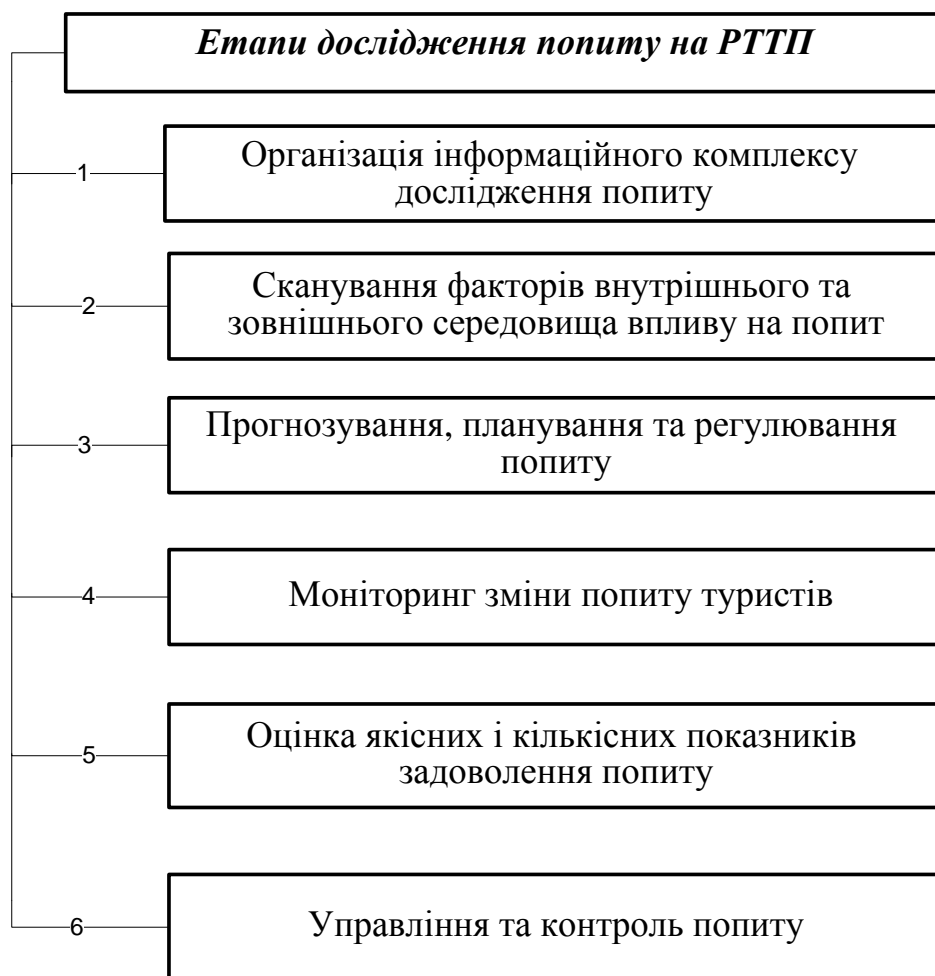 Етапи дослідження попиту на РТТП
1
Організація інформаційного комплексу
дослідження попиту
2
Сканування факторів внутрішнього та
зовнішнього середовища впливу на попит
3
Прогнозування, планування та регулювання
попиту
4
Моніторинг зміни попиту туристів
5
Оцінка якісних і кількісних показників
задоволення попиту
6
Управління та контроль попиту